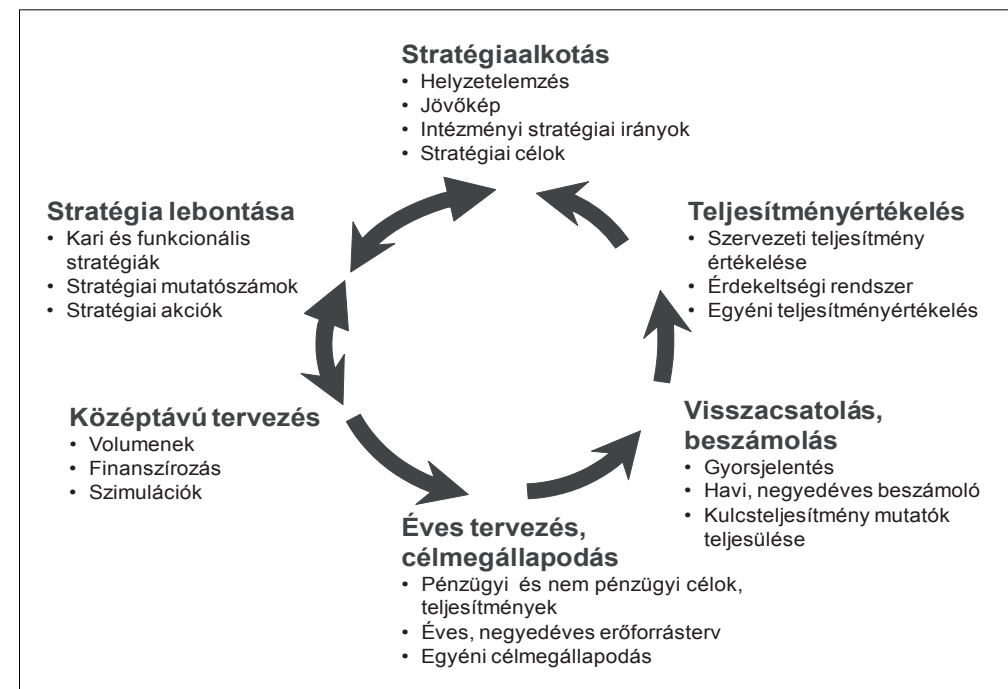 Stratégiaalkotás
• Helyzetelemzés
• Jövőkép
• Intézményi stratégiai irányok
• Stratégiai célok
Stratégia lebontása
• Kari és funkcionális
stratégiák
• Stratégiai mutatószámok
• Stratégiai akciók
Teljesítményértékelés
• Szervezeti teljesítmény
értékelése
• Érdekeltségi rendszer
• Egyéni teljesítményértékelés
Középtávú tervezés
• Volumenek
• Finanszírozás
• Szimulációk
Visszacsatolás,
beszámolás
• Gyorsjelentés
• Havi, negyedéves beszámoló
• Kulcsteljesítmény mutatók
teljesülése
Éves tervezés,
célmegállapodás
• Pénzügyi és nem pénzügyi célok,
teljesítmények
• Éves, negyedéves erőforrásterv
• Egyéni célmegállapodás